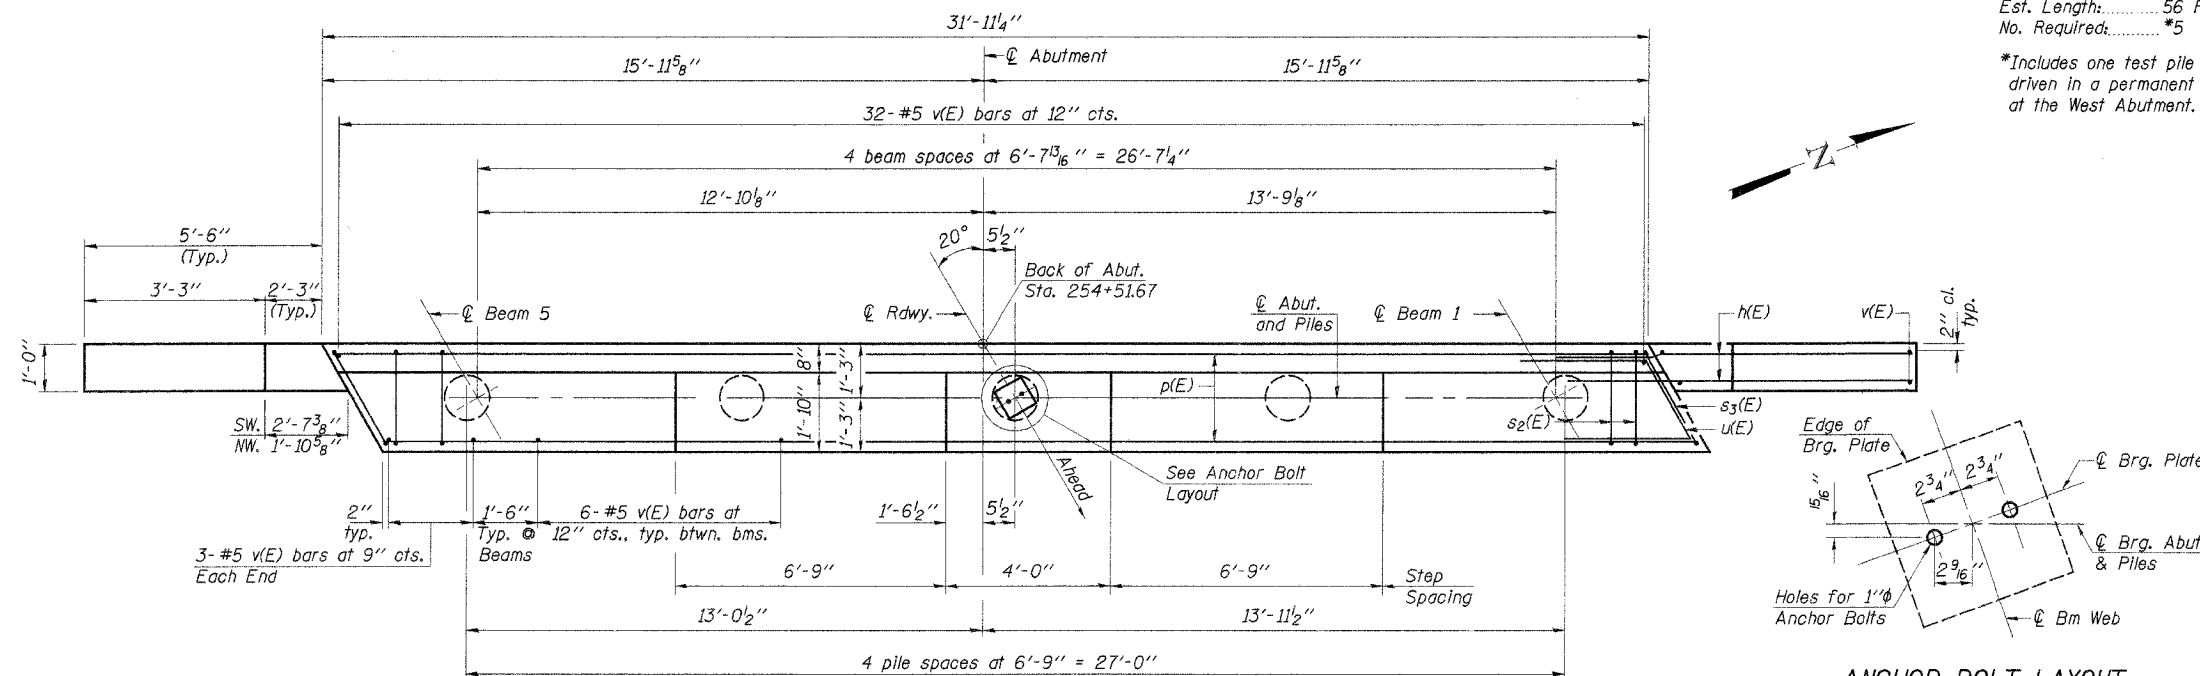 31'-11¼"
Est. Length: 56
No. Required: *5
*Includes one test pile
driven in a permanent
at the West Abutment.
℄ Abutment
15'-11⅝"
15'-11⅝"
32-#5 v(E) bars at 12" cts.
4 beam spaces at 6'-7¹³⁄₁₆" = 26'-7¼"
N
12'-10⅛"
13'-9⅛"
5'-6"
(Typ.)
20°
5½"
Back of Abut.
Sta. 254+51.67
3'-3"
2'-3"
(Typ.)
℄ Beam 5
℄ Rdwy.
℄ Abut.
and Piles
℄ Beam 1
h(E)
v(E)
2" cl.
typ.
1'-0"
8"
1'-3"
1'-10"
1'-3"
p(E)
s2(E)
s3(E)
u(E)
SW. 2'-7⅜"
NW. 1'-10⅝"
Ahead
See Anchor Bolt
Layout
Edge of
Brg. Plate
2¾"
2¾"
℄ Brg. Plate
¹⁵⁄₁₆"
2⁹⁄₁₆"
℄ Brg. Abut
& Piles
Holes for 1"ϕ
Anchor Bolts
℄ Bm Web
2"
typ.
1'-6"
Typ. @
Beams
6-#5 v(E) bars at
12" cts., typ. btwn. bms.
1'-6½"
5½"
3-#5 v(E) bars at 9" cts.
Each End
6'-9"
4'-0"
6'-9"
Step
Spacing
13'-0½"
13'-11½"
4 pile spaces at 6'-9" = 27'-0"
ANCHOR BOLT LAYOUT